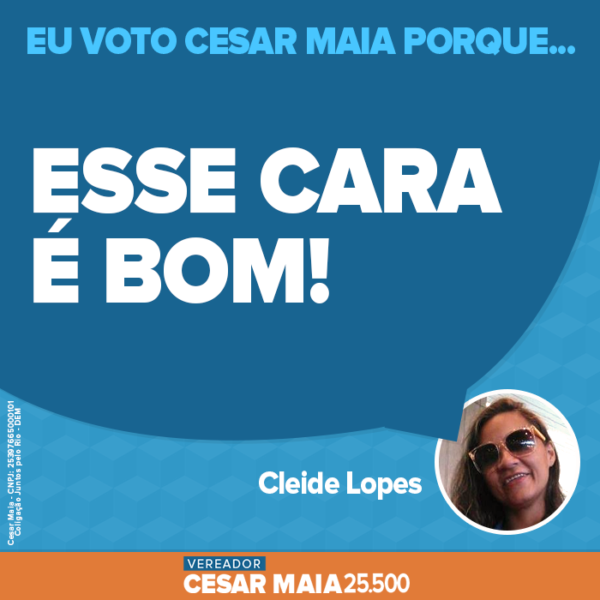 EU VOTO CESAR MAIA PORQUE...
ESSE CARA
É BOM!
Cesar Maia - CNPJ: 25397665000101
Coligação Juntos pelo Rio - DEM
Cleide Lopes
VEREADOR
CESAR MAIA 25.500